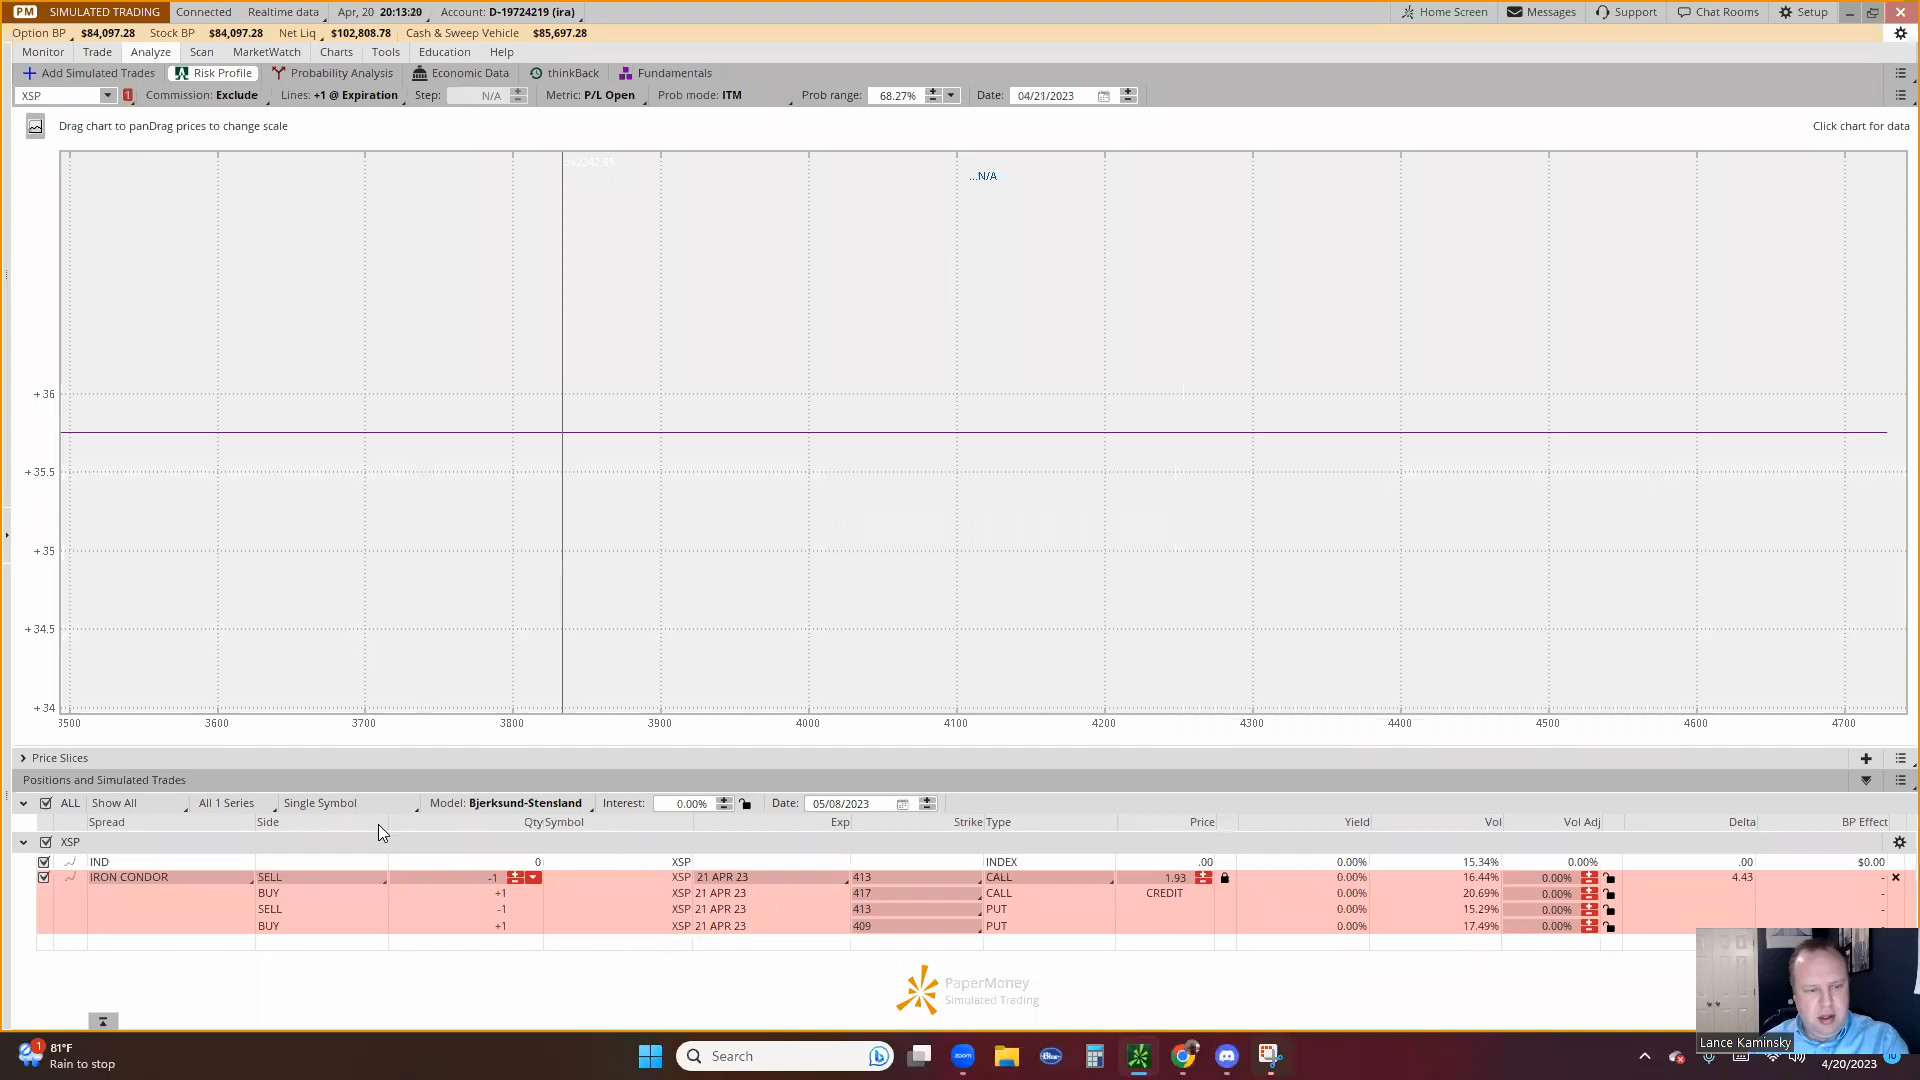 PM SIMULATED TRADING Connected Realtime data Apr, 20 20:13:20 Account: D-19724219 (ira) Home Screen Messages Support Chat Rooms Setup
Option BP $84,097.28 Stock BP $84,097.28 Net Liq $102,808.78 Cash & Sweep Vehicle $85,697.28
Monitor Trade Analyze Scan MarketWatch Charts Tools Education Help
Add Simulated Trades Risk Profile Probability Analysis Economic Data thinkBack Fundamentals
XSP 1 Commission: Exclude Lines: +1 @ Expiration Step: N/A Metric: P/L Open Prob mode: ITM Prob range: 68.27% Date: 04/21/2023
Drag chart to panDrag prices to change scale Click chart for data
...N/A
+36
+35.5
+35
+34.5
+34
3500 3600 3700 3800 3900 4000 4100 4200 4300 4400 4500 4600 4700
Price Slices
Positions and Simulated Trades
ALL Show All All 1 Series Single Symbol Model: Bjerksund-Stensland Interest: 0.00% Date: 05/08/2023
Spread Side Qty Symbol Exp Strike Type Price Yield Vol Vol Adj Delta BP Effect
XSP
IND 0 XSP INDEX .00 0.00% 15.34% 0.00% .00 $0.00
IRON CONDOR SELL -1 XSP 21 APR 23 413 CALL 1.93 0.00% 16.44% 0.00% 4.43 -
BUY +1 XSP 21 APR 23 417 CALL CREDIT 0.00% 20.69% 0.00% -
SELL -1 XSP 21 APR 23 413 PUT 0.00% 15.29% 0.00% -
BUY +1 XSP 21 APR 23 409 PUT 0.00% 17.49% 0.00% -
PaperMoney
Simulated Trading
Lance Kaminsky
1 81°F
Rain to stop
Search
zoom
Blue
4/20/2023